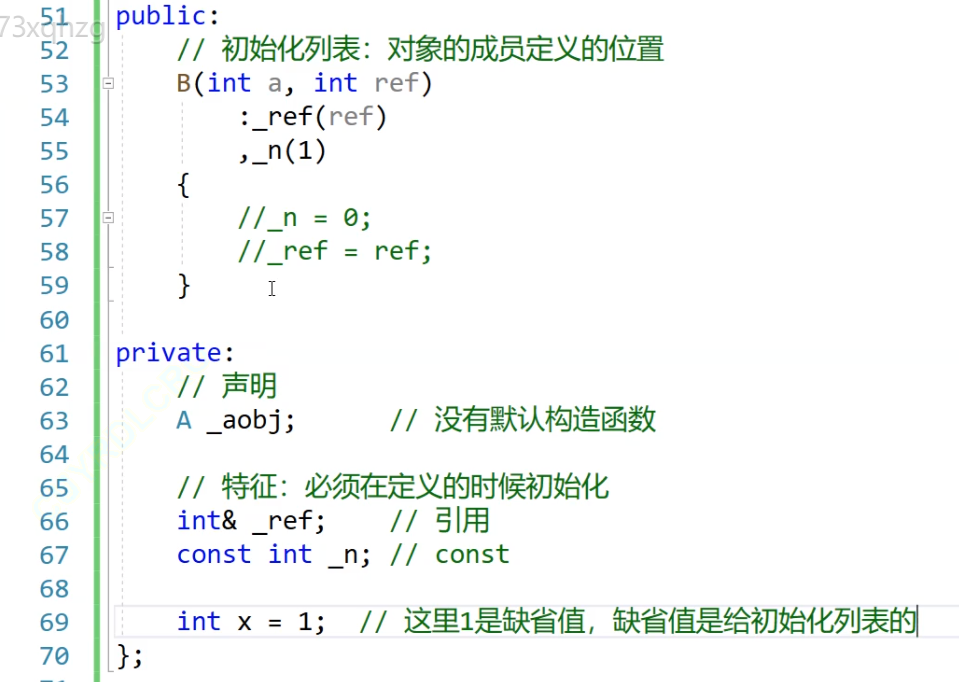 51 public:
52 // 初始化列表：对象的成员定义的位置
53 B(int a, int ref)
54 :_ref(ref)
55 ,_n(1)
56 {
57 //_n = 0;
58 //_ref = ref;
59 }
60
61 private:
62 // 声明
63 A _aobj; // 没有默认构造函数
64
65 // 特征：必须在定义的时候初始化
66 int& _ref; // 引用
67 const int _n; // const
68
69 int x = 1; // 这里1是缺省值，缺省值是给初始化列表的
70 };